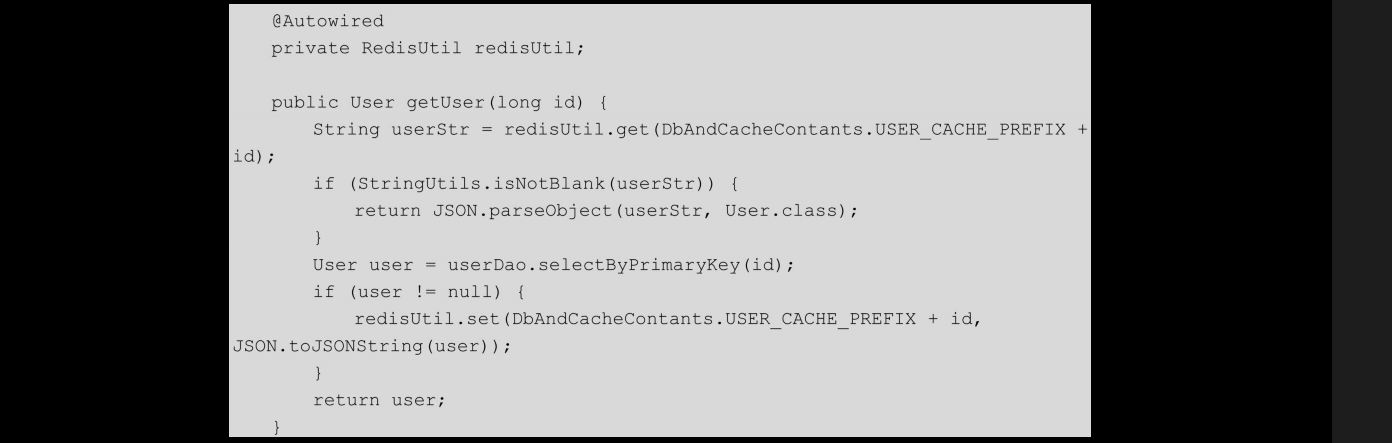 @Autowired
private RedisUtil redisUtil;
public User getUser(long id) {
String userStr = redisUtil.get(DbAndCacheContants.USER_CACHE_PREFIX +
id);
if (StringUtils.isNotBlank(userStr)) {
return JSON.parseObject(userStr, User.class);
}
User user = userDao.selectByPrimaryKey(id);
if (user != null) {
redisUtil.set(DbAndCacheContants.USER_CACHE_PREFIX + id,
JSON.toJSONString(user));
}
return user;
}